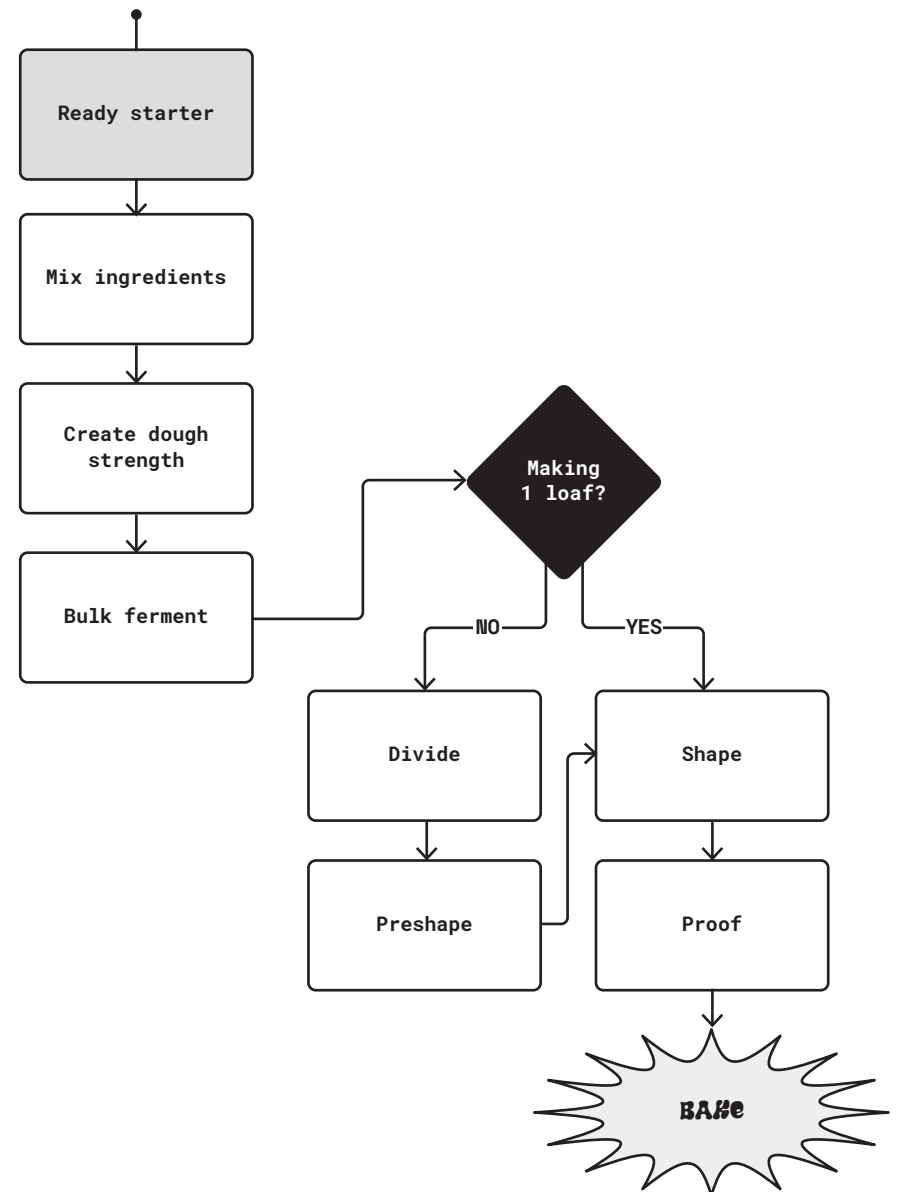 Ready starter
Mix ingredients
Create dough
strength
Bulk ferment
Making
1 loaf?
NO
YES
Divide
Shape
Preshape
Proof
BAKe